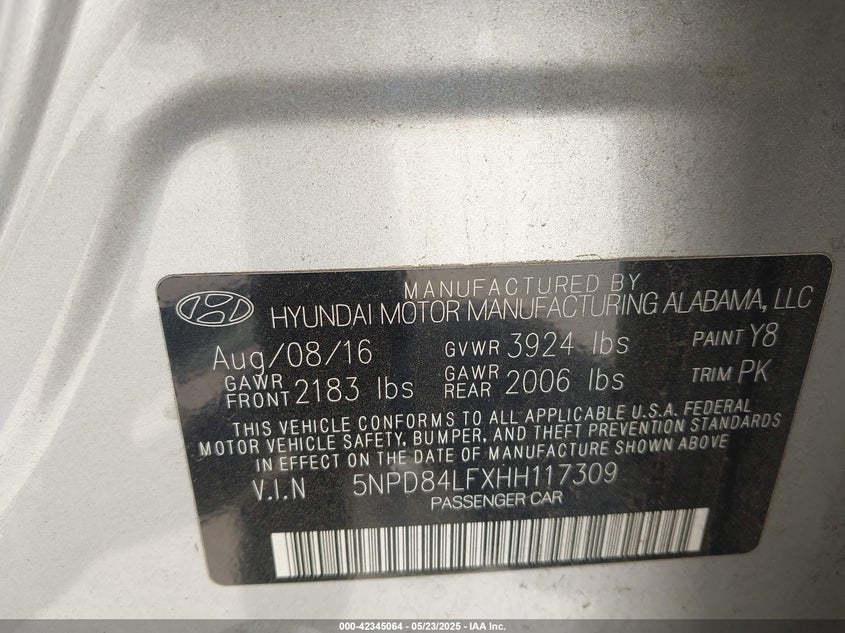 MANUFACTURED BY
HYUNDAI MOTOR MANUFACTURING ALABAMA, LLC
Aug/08/16 GVWR 3924 lbs PAINT Y8
GAWR FRONT 2183 lbs GAWR REAR 2006 lbs TRIM PK
THIS VEHICLE CONFORMS TO ALL APPLICABLE U.S.A. FEDERAL
MOTOR VEHICLE SAFETY, BUMPER, AND THEFT PREVENTION STANDARDS
IN EFFECT ON THE DATE OF MANUFACTURE SHOWN ABOVE
V.I.N 5NPD84LFXHH117309
PASSENGER CAR
000-42345064 - 05/23/2025 - IAA Inc.